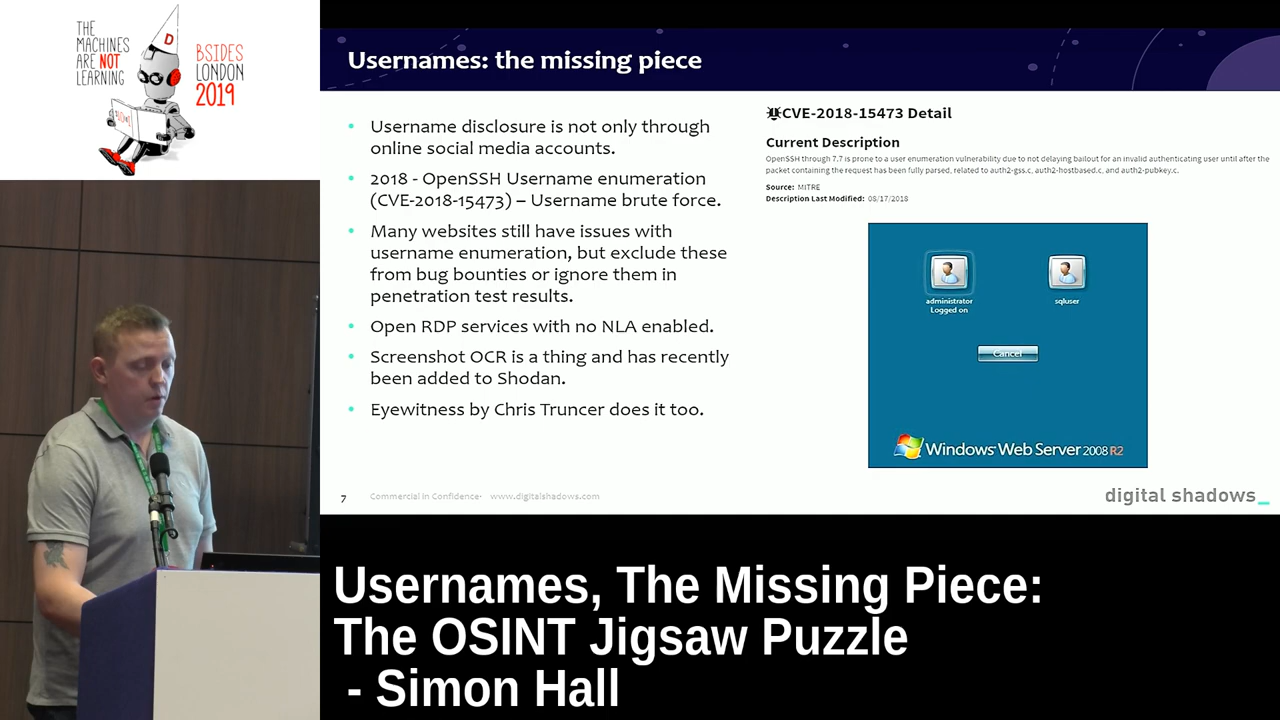 THE
MACHINES
ARE NOT
LEARNING
D
BSIDES
LONDON
2019
Usernames: the missing piece
Username disclosure is not only through
online social media accounts.
2018 - OpenSSH Username enumeration
(CVE-2018-15473) – Username brute force.
Many websites still have issues with
username enumeration, but exclude these
from bug bounties or ignore them in
penetration test results.
Open RDP services with no NLA enabled.
Screenshot OCR is a thing and has recently
been added to Shodan.
Eyewitness by Chris Truncer does it too.
CVE-2018-15473 Detail
Current Description
OpenSSH through 7.7 is prone to a user enumeration vulnerability due to not delaying bailout for an invalid authenticating user until after the
packet containing the request has been fully parsed, related to auth2-gss.c, auth2-hostbased.c, and auth2-pubkey.c.
Source: MITRE
Description Last Modified: 08/17/2018
administrator
Logged on
sqluser
Cancel
Windows Web Server 2008 R2
7 Commercial in Confidence· www.digitalshadows.com
digital shadows_
Usernames, The Missing Piece:
The OSINT Jigsaw Puzzle
- Simon Hall